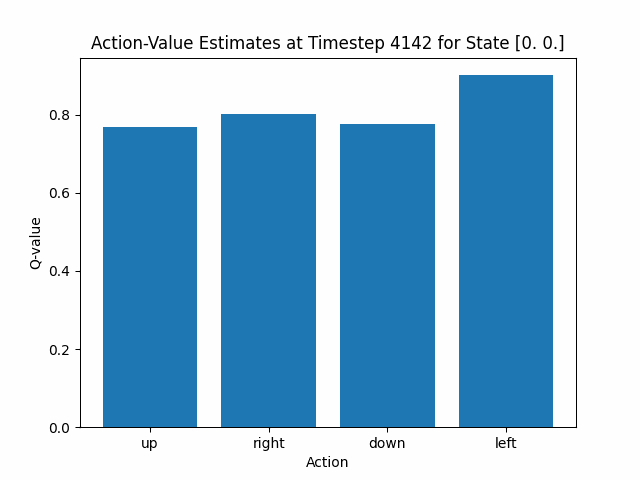 Action-Value Estimates at Timestep 4142 for State [0. 0.]
Q-value
0.8
0.6
0.4
0.2
0.0
up right down left
Action